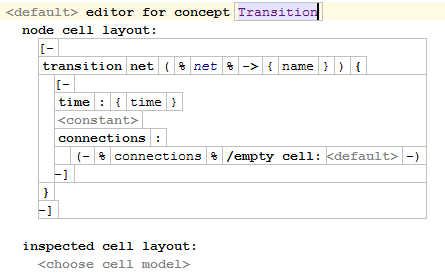 <default> editor for concept Transition
node cell layout:
[-
transition net ( % net % -> { name } ) {
[-
time : { time }
<constant>
connections :
(- % connections % /empty cell: <default> -)
-]
}
-]
inspected cell layout:
<choose cell model>